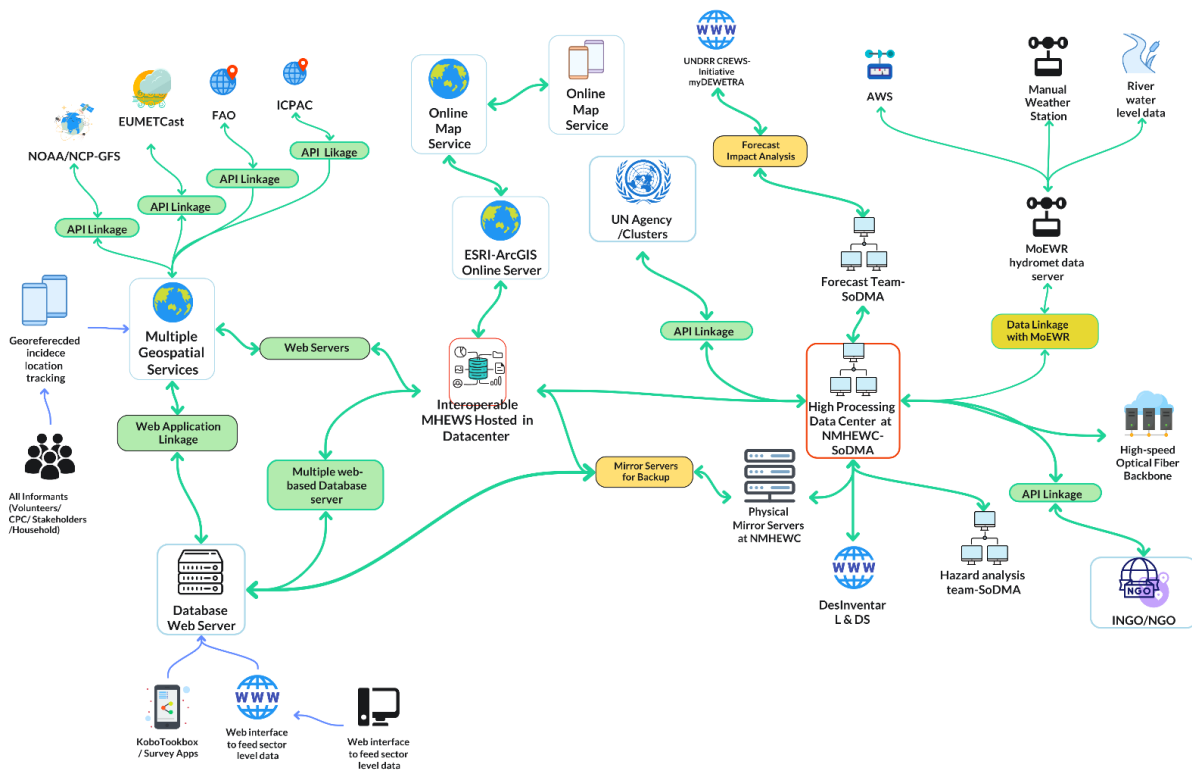 UNDRR CREWS-
Initiative
myDEWETRA
AWS
Manual
Weather
Station
River
water
level data
NOAA/NCP-GFS
EUMETCast
FAO
ICPAC
API Linkage
API Linkage
API Linkage
API Likage
Online
Map
Service
Online
Map
Service
Forecast
Impact Analysis
UN Agency
/Clusters
ESRI-ArcGIS
Online Server
Forecast Team-
SoDMA
MoEWR
hydromet data
server
Georeferecded
incidece
location
tracking
Multiple
Geospatial
Services
Web Servers
API Linkage
Data Linkage
with MoEWR
Interoperable
MHEWS Hosted in
Datacenter
High Processing
Data Center at
NMHEWC-
SoDMA
Web Application
Linkage
High-speed
Optical Fiber
Backbone
All Informants
(Volunteers/
CPC/ Stakeholders
/Household)
Multiple web-
based Database
server
Mirror Servers
for Backup
Physical
Mirror Servers
at NMHEWC
API Linkage
WWW
DesInventar
L & DS
Hazard analysis
team-SoDMA
NGO
INGO/NGO
Database
Web Server
KoboTookbox
/ Survey Apps
WWW
Web interface
to feed sector
level data
Web interface
to feed sector
level data
WWW